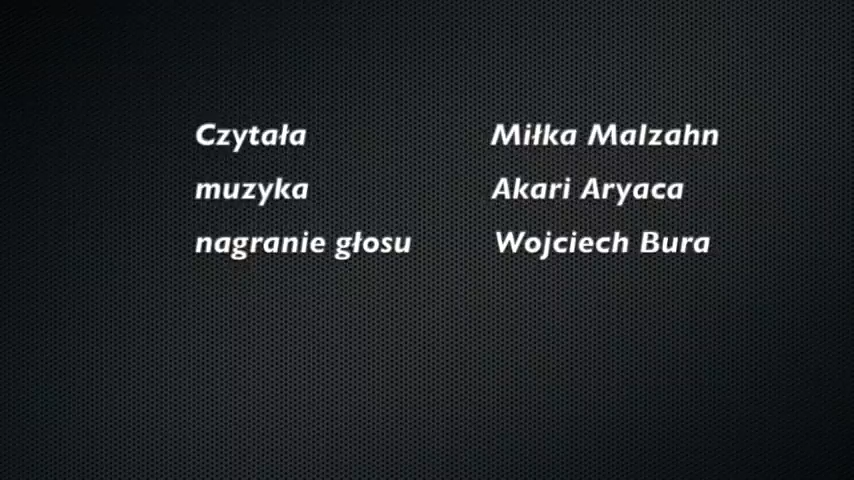 Czytała Miłka Malzahn
muzyka Akari Aryaca
nagranie głosu Wojciech Bura